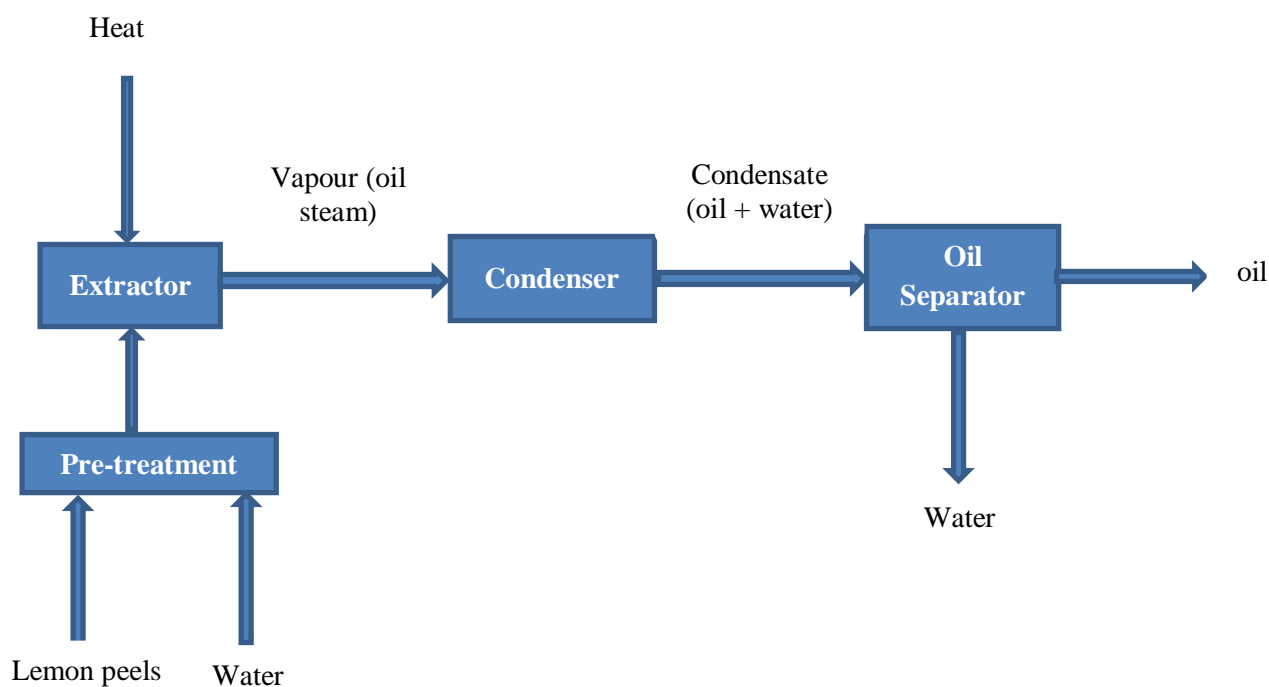 Heat
Vapour (oil
steam)
Condensate
(oil + water)
Extractor
Condenser
Oil
Separator
oil
Pre-treatment
Water
Lemon peels
Water